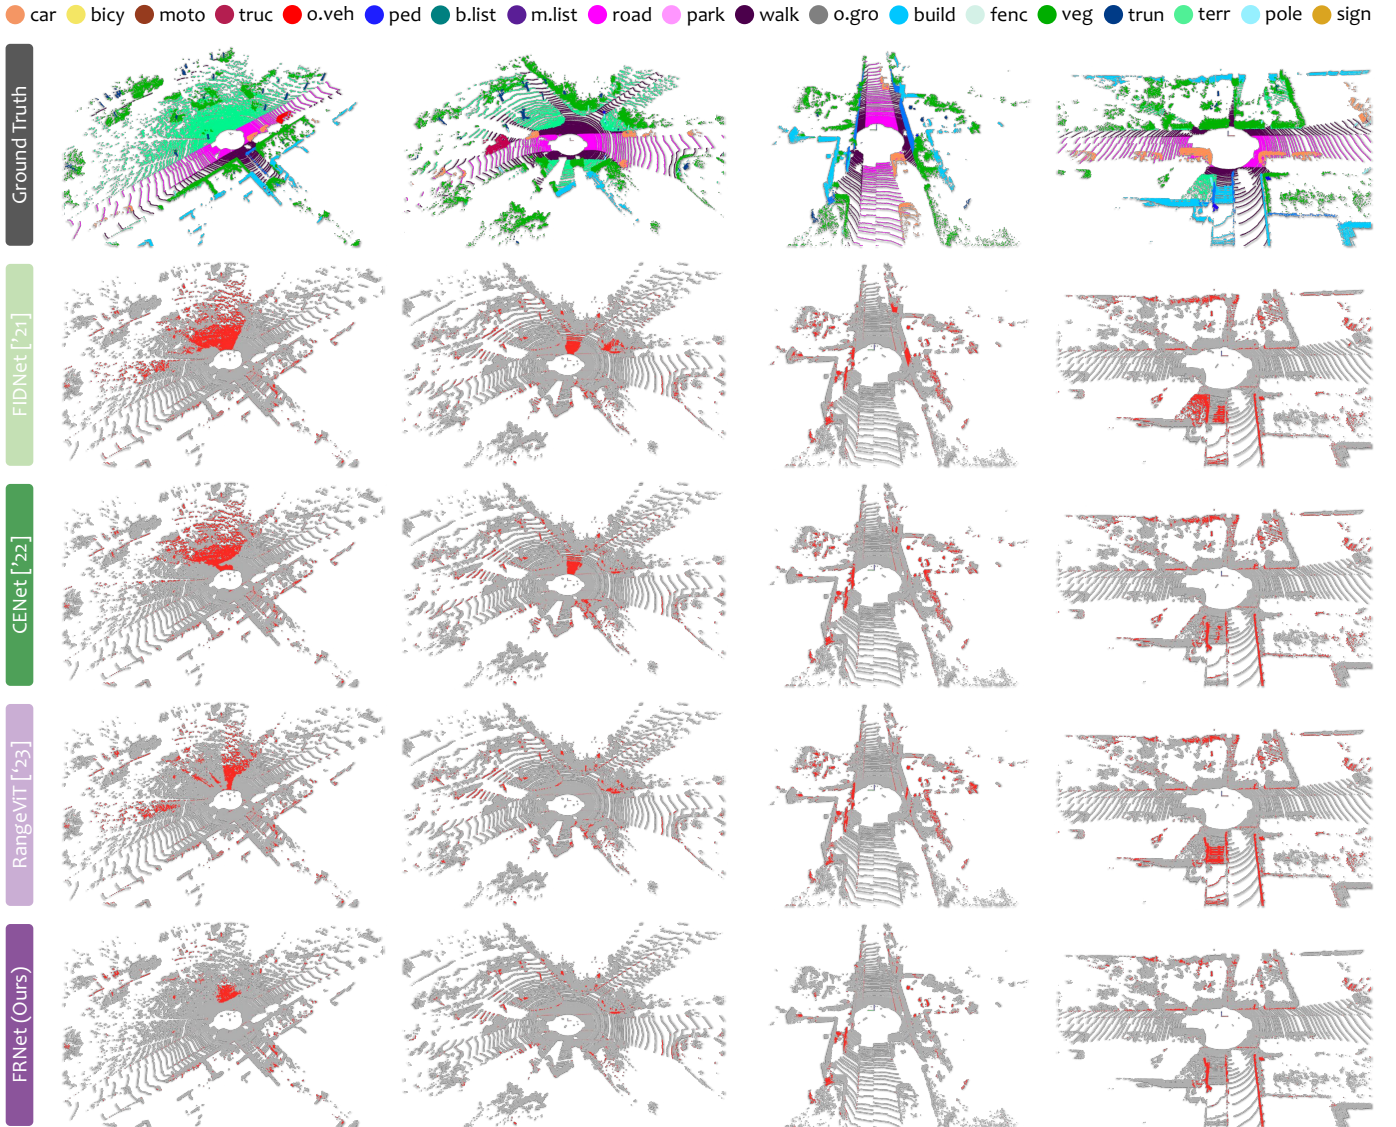 car bicy moto truc o.veh ped b.list m.list road park walk o.gro build fenc veg trun terr pole sign
Ground Truth
FIDNet ['21]
CENet ['22]
RangeViT ['23]
FRNet (Ours)